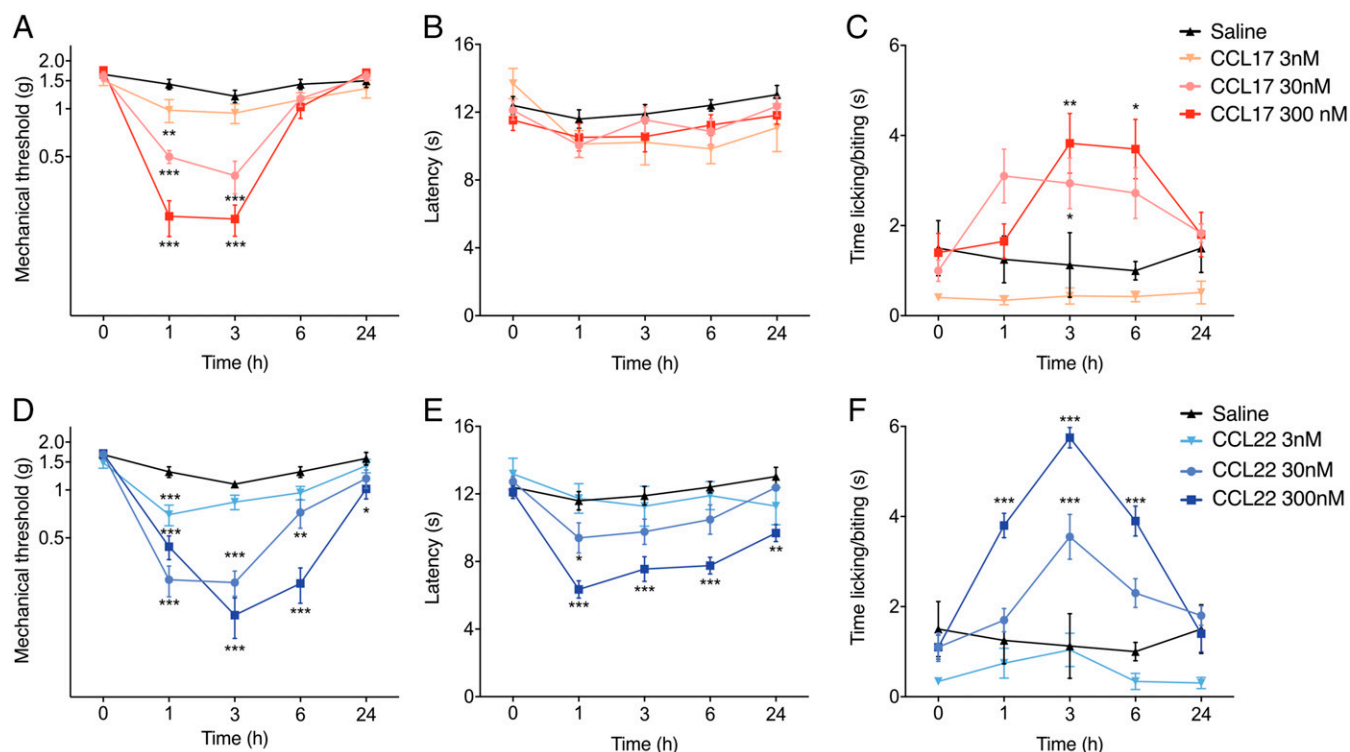 A
Mechanical threshold (g)
2.0
1.5
1
0.5
**
***
***
***
***
0 1 3 6 24
Time (h)
B
Latency (s)
16
12
8
4
0
0 1 3 6 24
Time (h)
C
Time licking/biting (s)
6
4
2
0
**
*
*
0 1 3 6 24
Time (h)
Saline
CCL17 3nM
CCL17 30nM
CCL17 300 nM
D
Mechanical threshold (g)
2.0
1.5
1
0.5
***
***
***
***
***
**
***
*
0 1 3 6 24
Time (h)
E
Latency (s)
16
12
8
4
0
*
***
***
***
**
0 1 3 6 24
Time (h)
F
Time licking/biting (s)
6
4
2
0
***
***
***
***
0 1 3 6 24
Time (h)
Saline
CCL22 3nM
CCL22 30nM
CCL22 300nM